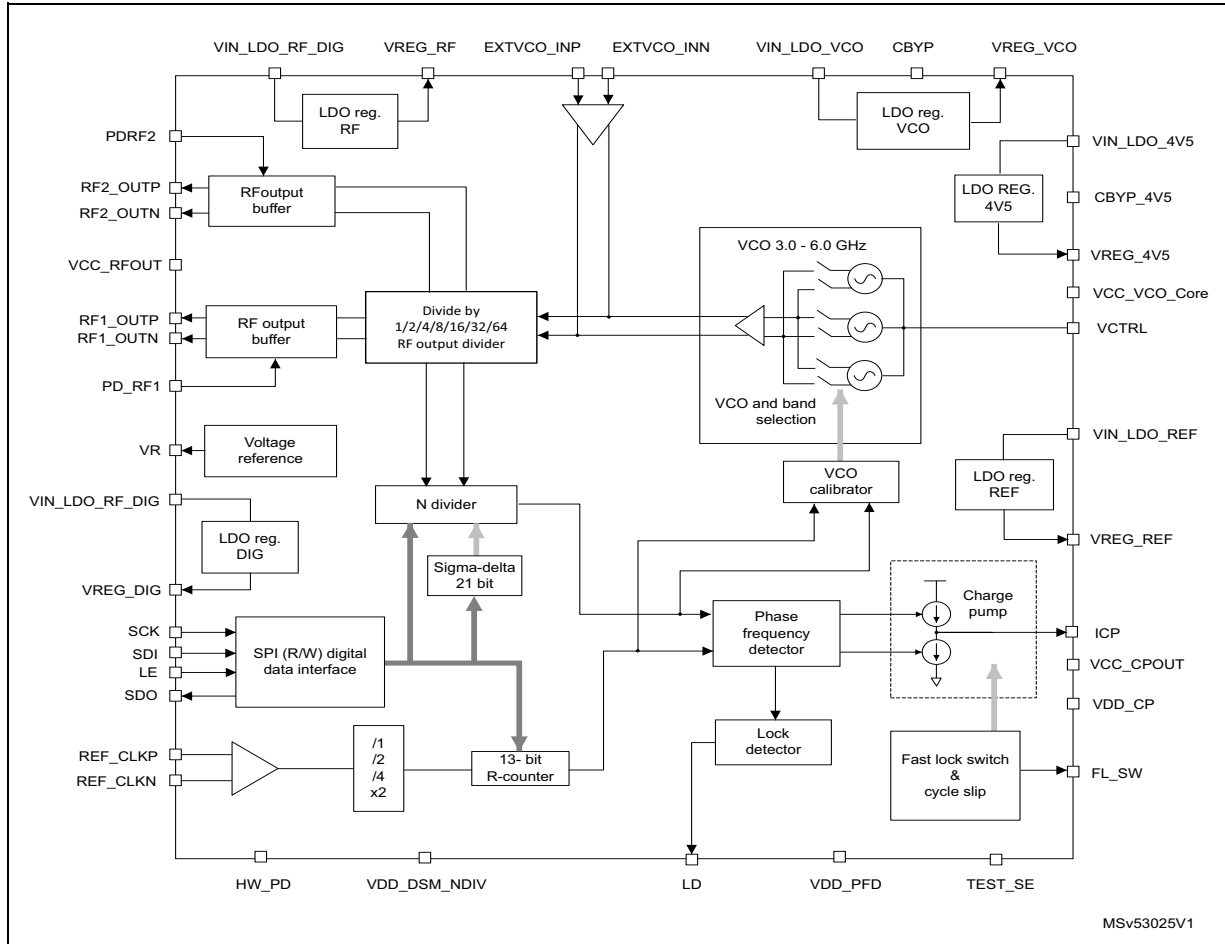 VIN_LDO_RF_DIG
VREG_RF
EXTVCO_INP
EXTVCO_INN
VIN_LDO_VCO
CBYP
VREG_VCO
LDO reg.
RF
LDO reg.
VCO
PDRF2
RF2_OUTP
RF2_OUTN
RFoutput
buffer
VCC_RFOUT
RF1_OUTP
RF1_OUTN
RF output
buffer
PD_RF1
Divide by
1/2/4/8/16/32/64
RF output divider
VCO 3.0 - 6.0 GHz
VCO and band
selection
VIN_LDO_4V5
LDO REG.
4V5
CBYP_4V5
VREG_4V5
VCC_VCO_Core
VCTRL
VR
Voltage
reference
VIN_LDO_RF_DIG
LDO reg.
DIG
VREG_DIG
N divider
Sigma-delta
21 bit
VCO
calibrator
VIN_LDO_REF
LDO reg.
REF
VREG_REF
SCK
SDI
LE
SDO
SPI (R/W) digital
data interface
Phase
frequency
detector
Charge
pump
ICP
VCC_CPOUT
VDD_CP
REF_CLKP
REF_CLKN
/1
/2
/4
x2
13- bit
R-counter
Lock
detector
Fast lock switch
&
cycle slip
FL_SW
HW_PD
VDD_DSM_NDIV
LD
VDD_PFD
TEST_SE
MSv53025V1